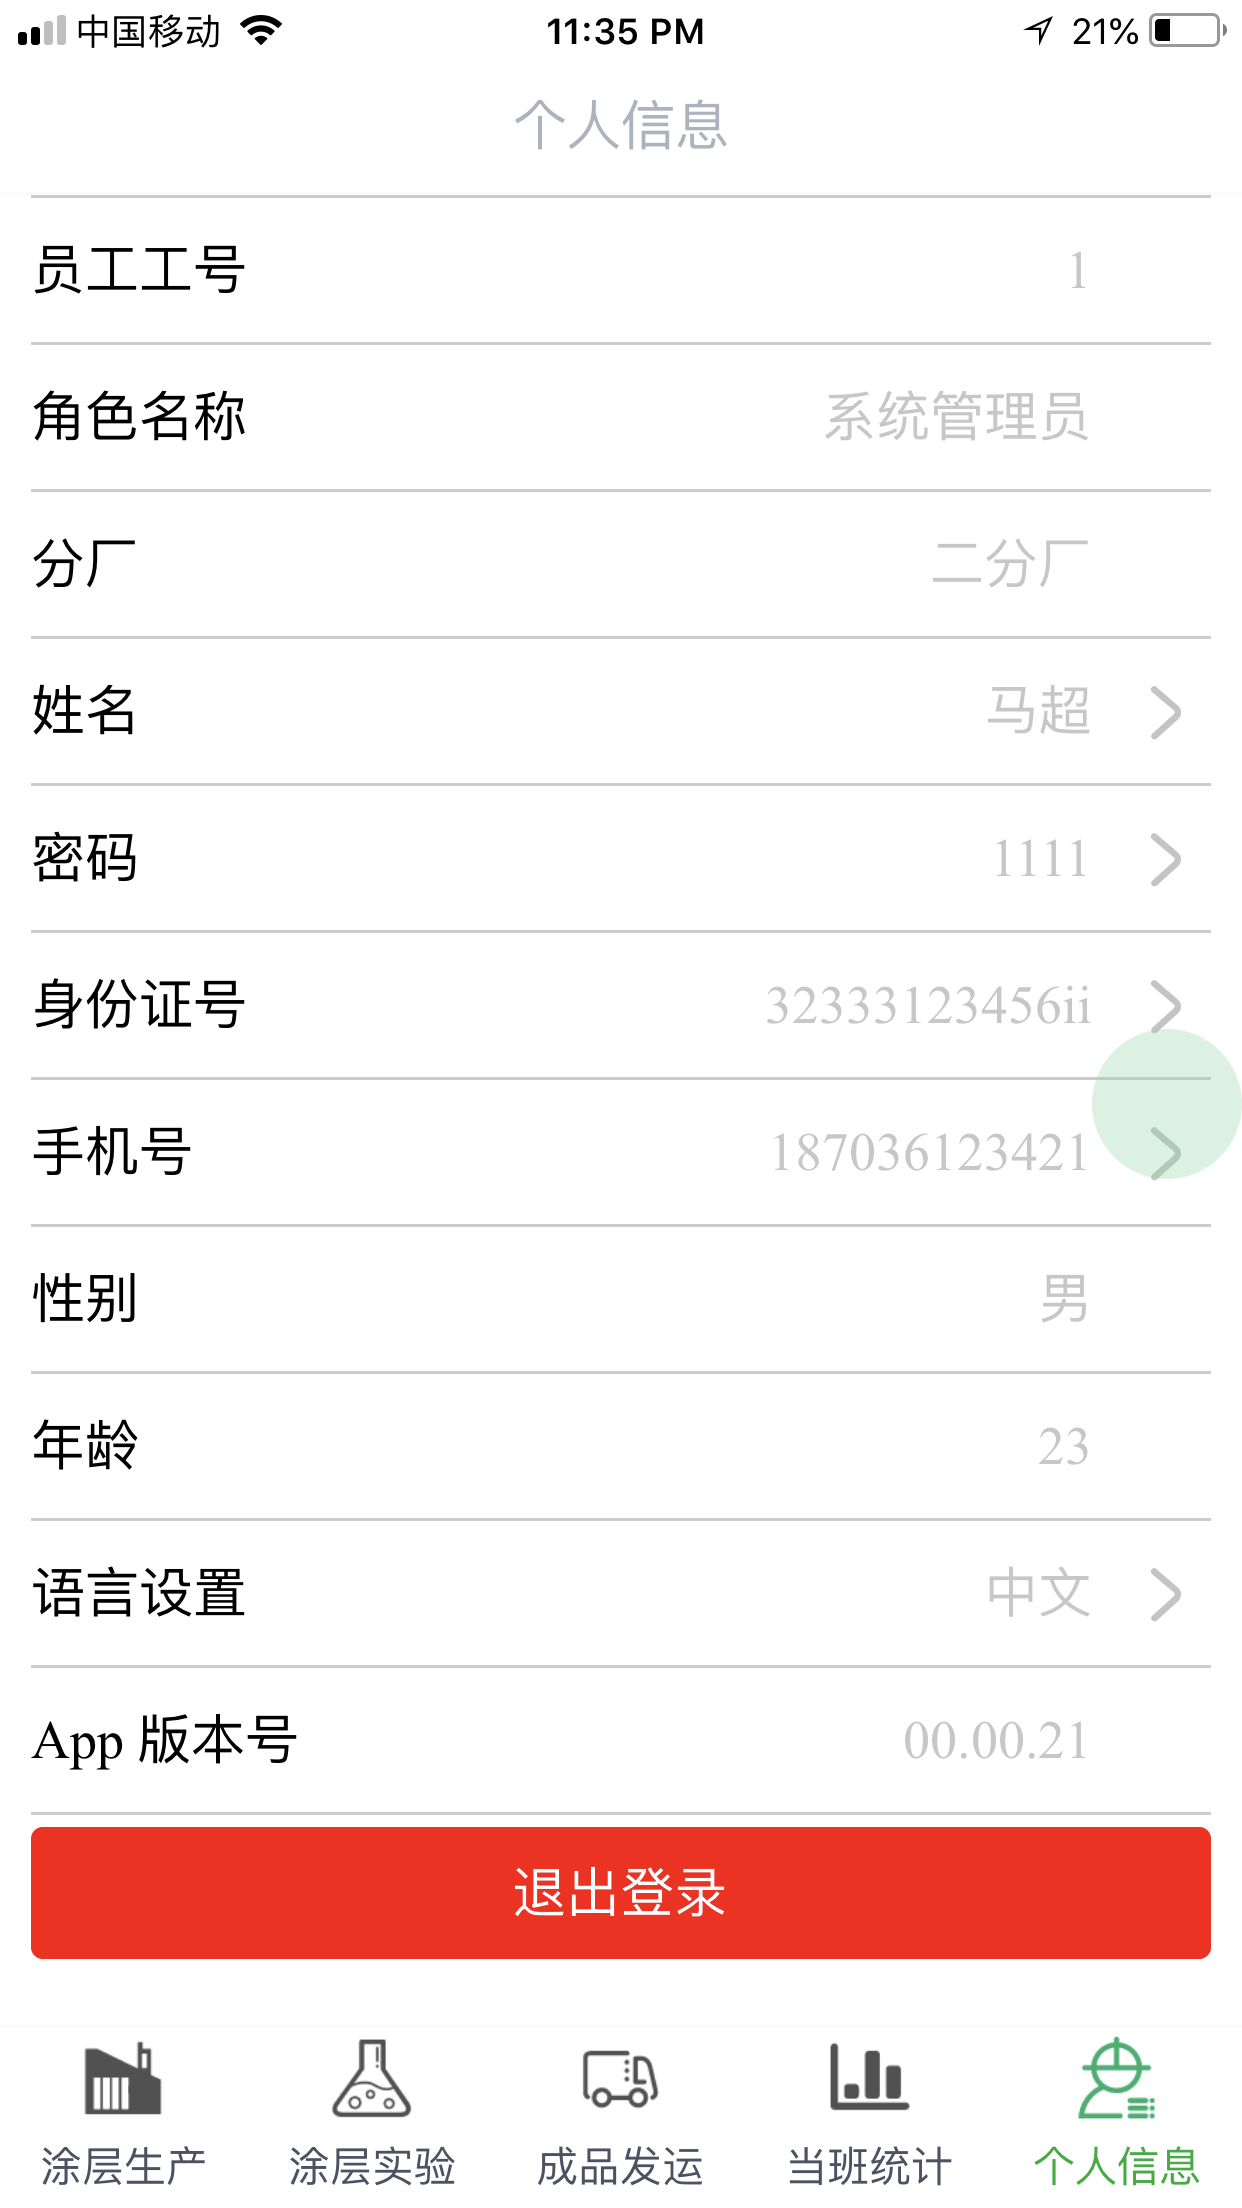 中国移动 11:35 PM 21%
个人信息
员工工号 1
角色名称 系统管理员
分厂 二分厂
姓名 马超
密码 1111
身份证号 32333123456ii
手机号 187036123421
性别 男
年龄 23
语言设置 中文
App 版本号 00.00.21
退出登录
涂层生产 涂层实验 成品发运 当班统计 个人信息